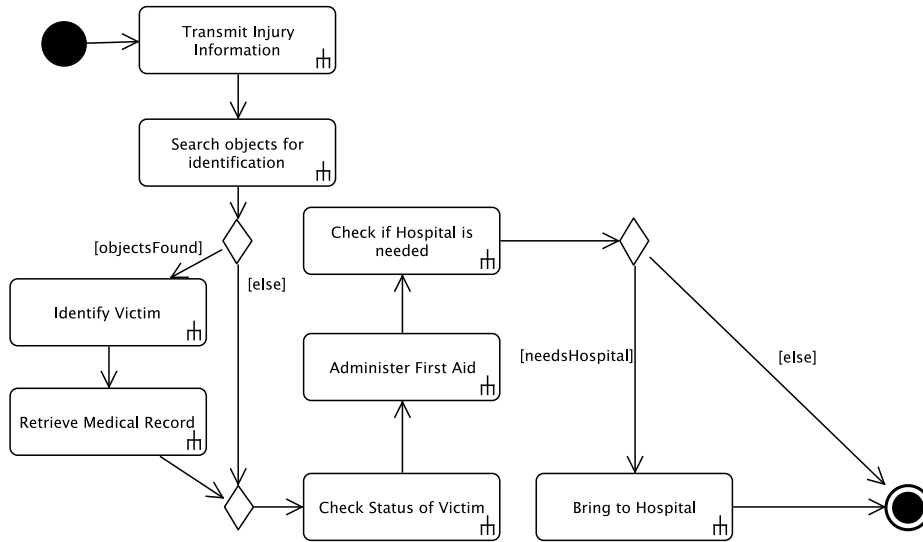 Transmit Injury
Information
Search objects for
identification
[objectsFound]
[else]
Identify Victim
Retrieve Medical Record
Check if Hospital is
needed
Administer First Aid
Check Status of Victim
[needsHospital]
[else]
Bring to Hospital